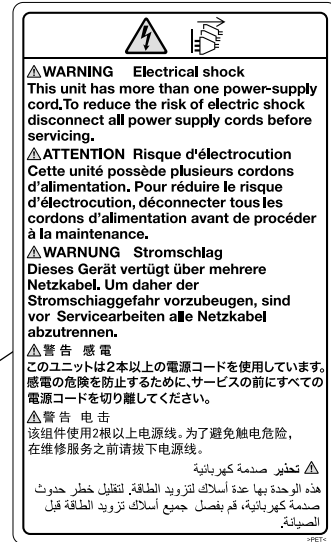 ⚠WARNING Electrical shock
This unit has more than one power-supply
cord.To reduce the risk of electric shock
disconnect all power supply cords before
servicing.
⚠ATTENTION Risque d'électrocution
Cette unité possède plusieurs cordons
d'alimentation. Pour réduire le risque
d'électrocution, déconnecter tous les
cordons d'alimentation avant de procéder
à la maintenance.
⚠WARNUNG Stromschlag
Dieses Gerät vertügt über mehrere
Netzkabel. Um daher der
Stromschiaggefahr vorzubeugen, sind
vor Servicearbeiten alle Netzkabel
abzutrennen.
⚠警告 感電
このユニットは2本以上の電源コードを使用しています。
感電の危険を防止するために、サービスの前にすべての
電源コードを切り離してください。
⚠警告 电击
该组件使用2根以上电源线。为了避免触电危险，
在维修服务之前请拔下电源线。
⚠ تحذير صدمة كهربائية
هذه الوحدة بها عدة أسلاك لتزويد الطاقة. لتقليل خطر حدوث
صدمة كهربائية، قم بفصل جميع أسلاك تزويد الطاقة قبل
الصيانة.
>PET<